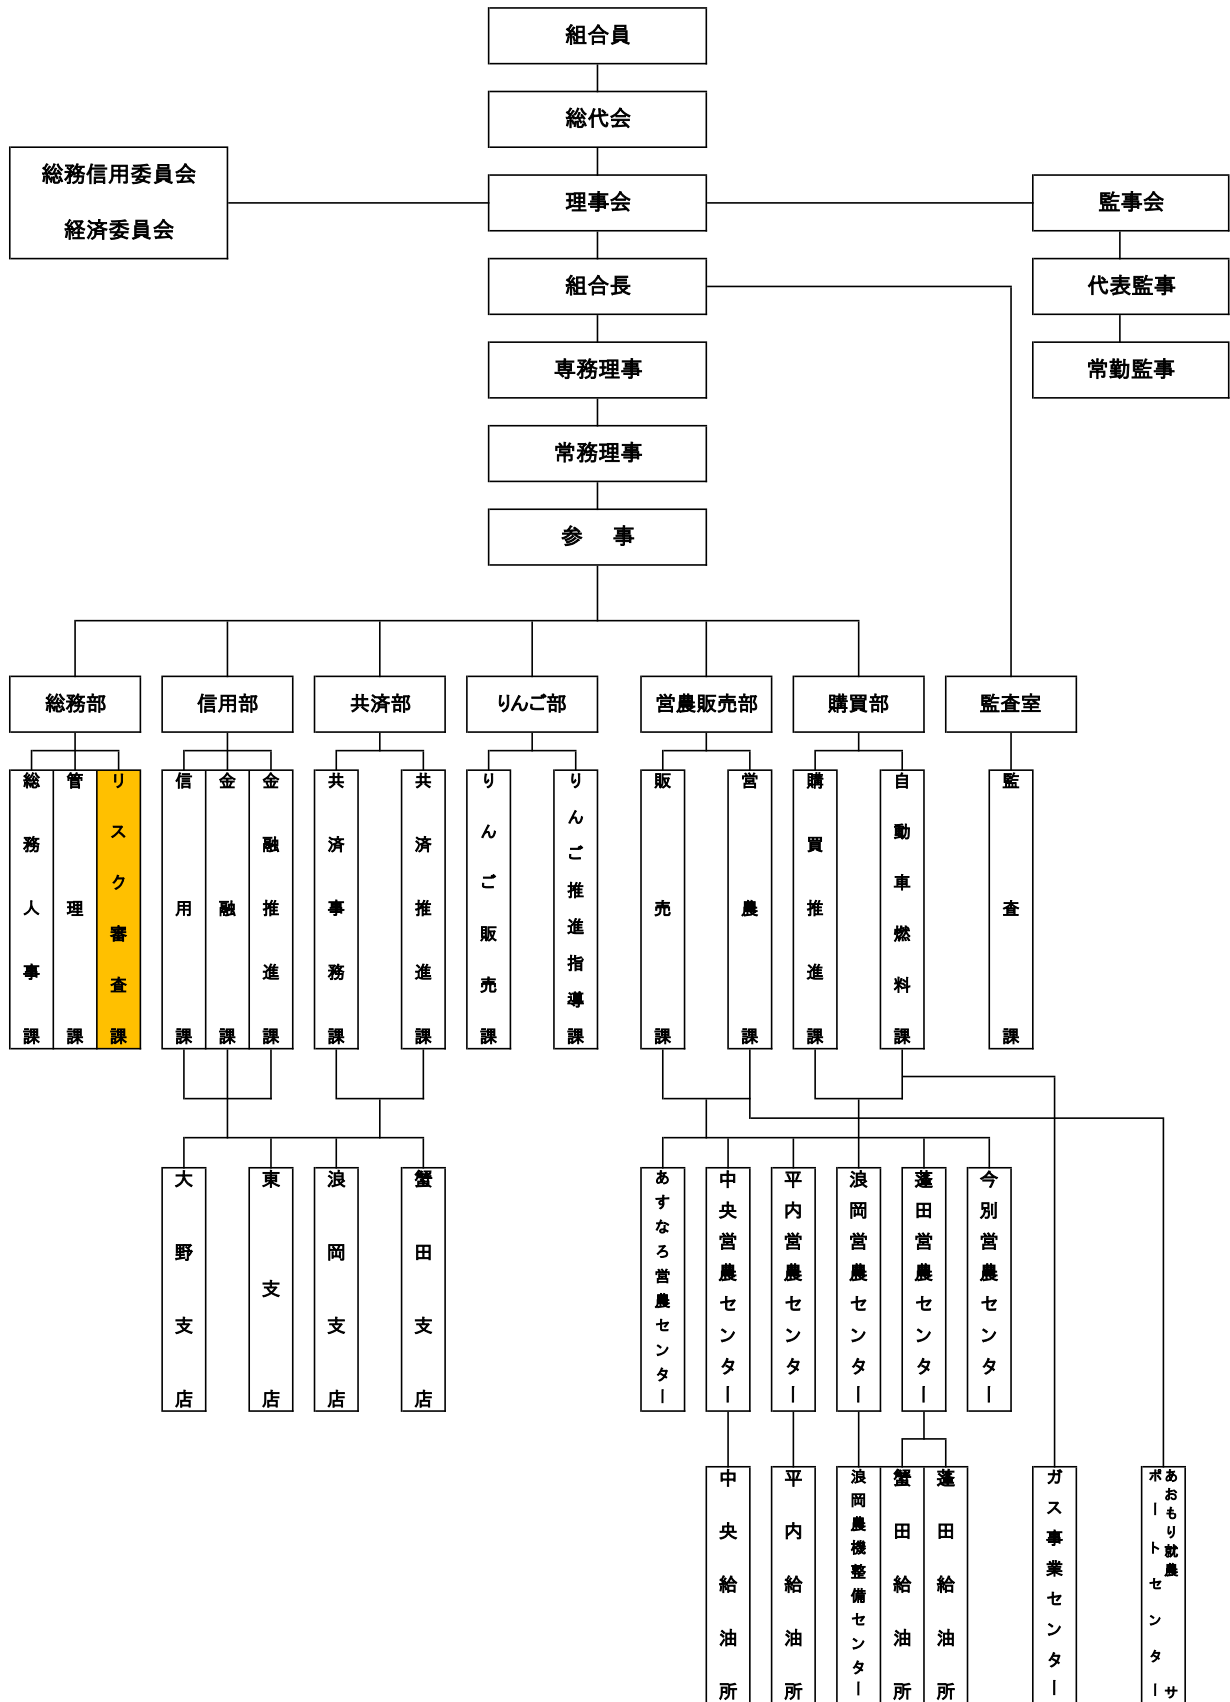 組合員
総代会
総務信用委員会
経済委員会
理事会
監事会
組合長
代表監事
専務理事
常勤監事
常務理事
参　事
総務部
信用部
共済部
りんご部
営農販売部
購買部
監査室
総務人事課
管理課
リスク審査課
信用課
金融課
金融推進課
共済事務課
共済推進課
りんご販売課
りんご推進指導課
販売課
営農課
購買推進課
自動車燃料課
監査課
大野支店
東支店
浪岡支店
蟹田支店
あすなろ営農センター
中央営農センター
平内営農センター
浪岡営農センター
蓬田営農センター
今別営農センター
中央給油所
平内給油所
浪岡農機整備センター
蟹田給油所
蓬田給油所
ガス事業センター
あおもり就農サ
ポートセンター